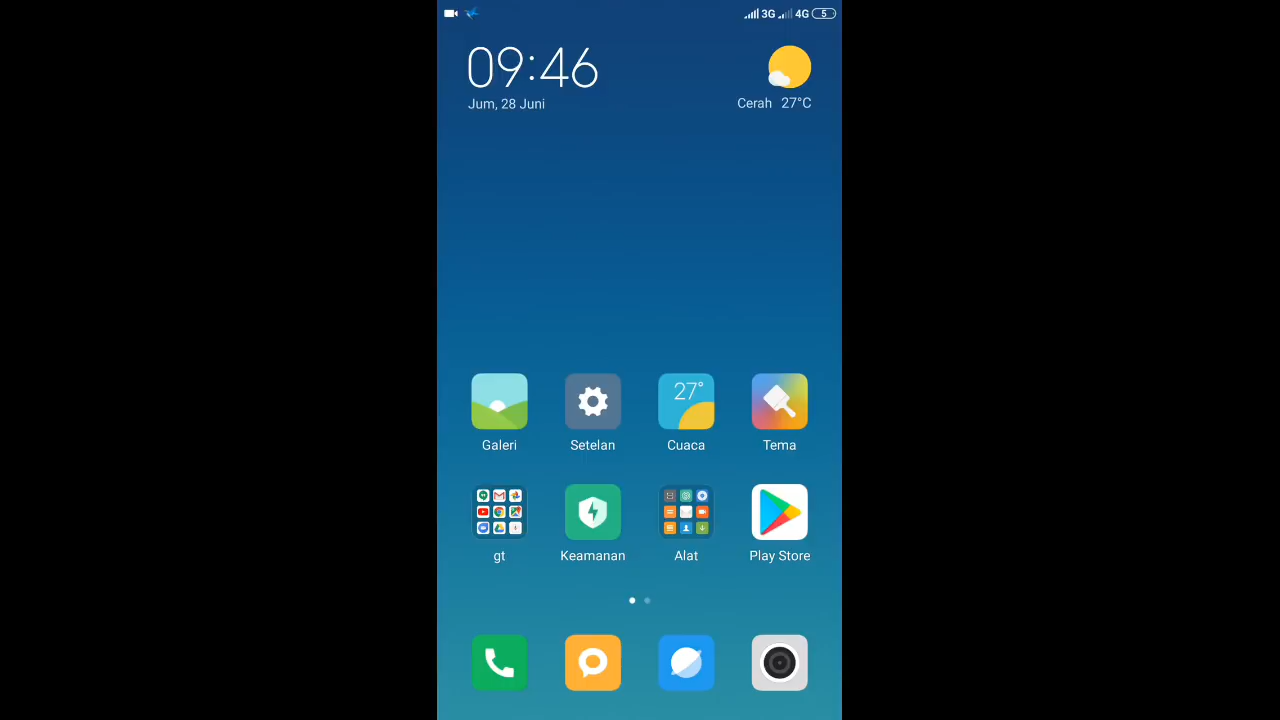 3G 4G 5
09:46
Jum, 28 Juni
Cerah 27°C
27°
Galeri Setelan Cuaca Tema
gt Keamanan Alat Play Store